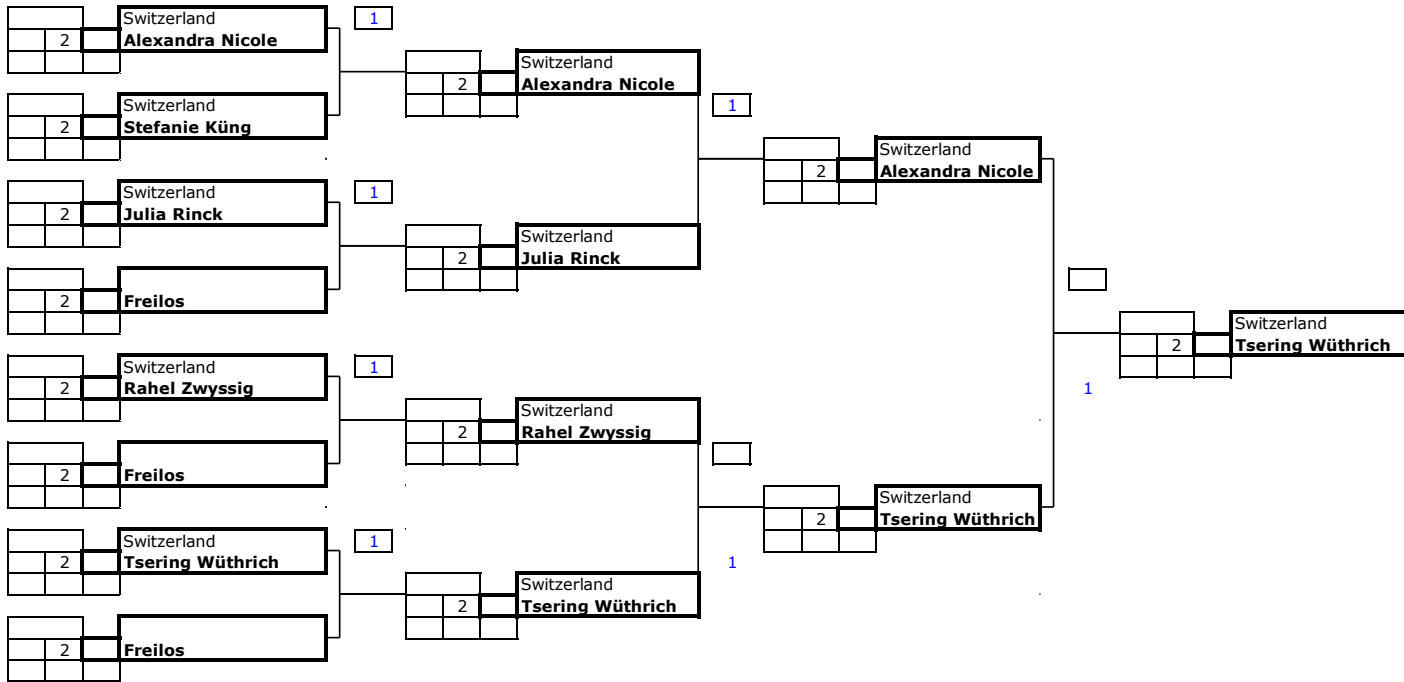 Switzerland
1
2
Alexandra Nicole
Switzerland
2
Alexandra Nicole
Switzerland
1
2
Stefanie Küng
Switzerland
2
Alexandra Nicole
Switzerland
1
2
Julia Rinck
Switzerland
2
Julia Rinck
2
Freilos
Switzerland
2
Tsering Wüthrich
Switzerland
1
2
Rahel Zwyssig
1
Switzerland
2
Rahel Zwyssig
2
Freilos
Switzerland
2
Tsering Wüthrich
Switzerland
1
2
Tsering Wüthrich
1
Switzerland
2
Tsering Wüthrich
2
Freilos